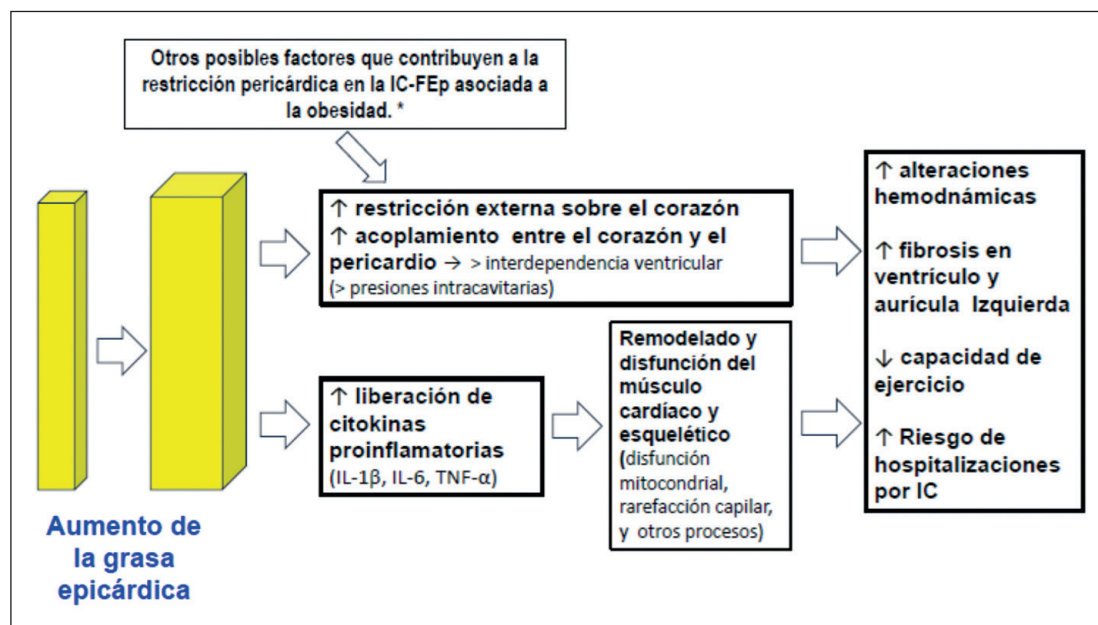 Otros posibles factores que contribuyen a la
restricción pericárdica en la IC-FEp asociada a
la obesidad. *
↑ restricción externa sobre el corazón
↑ acoplamiento entre el corazón y el
pericardio → > interdependencia ventricular
(> presiones intracavitarias)
↑ liberación de
citokinas
proinflamatorias
(IL-1β, IL-6, TNF-α)
Remodelado y
disfunción del
músculo
cardíaco y
esquelético
(disfunción
mitocondrial,
rarefacción capilar,
y otros procesos)
↑ alteraciones
hemodnámicas
↑ fibrosis en
ventrículo y
aurícula Izquierda
↓ capacidad de
ejercicio
↑ Riesgo de
hospitalizaciones
por IC
Aumento de
la grasa
epicárdica